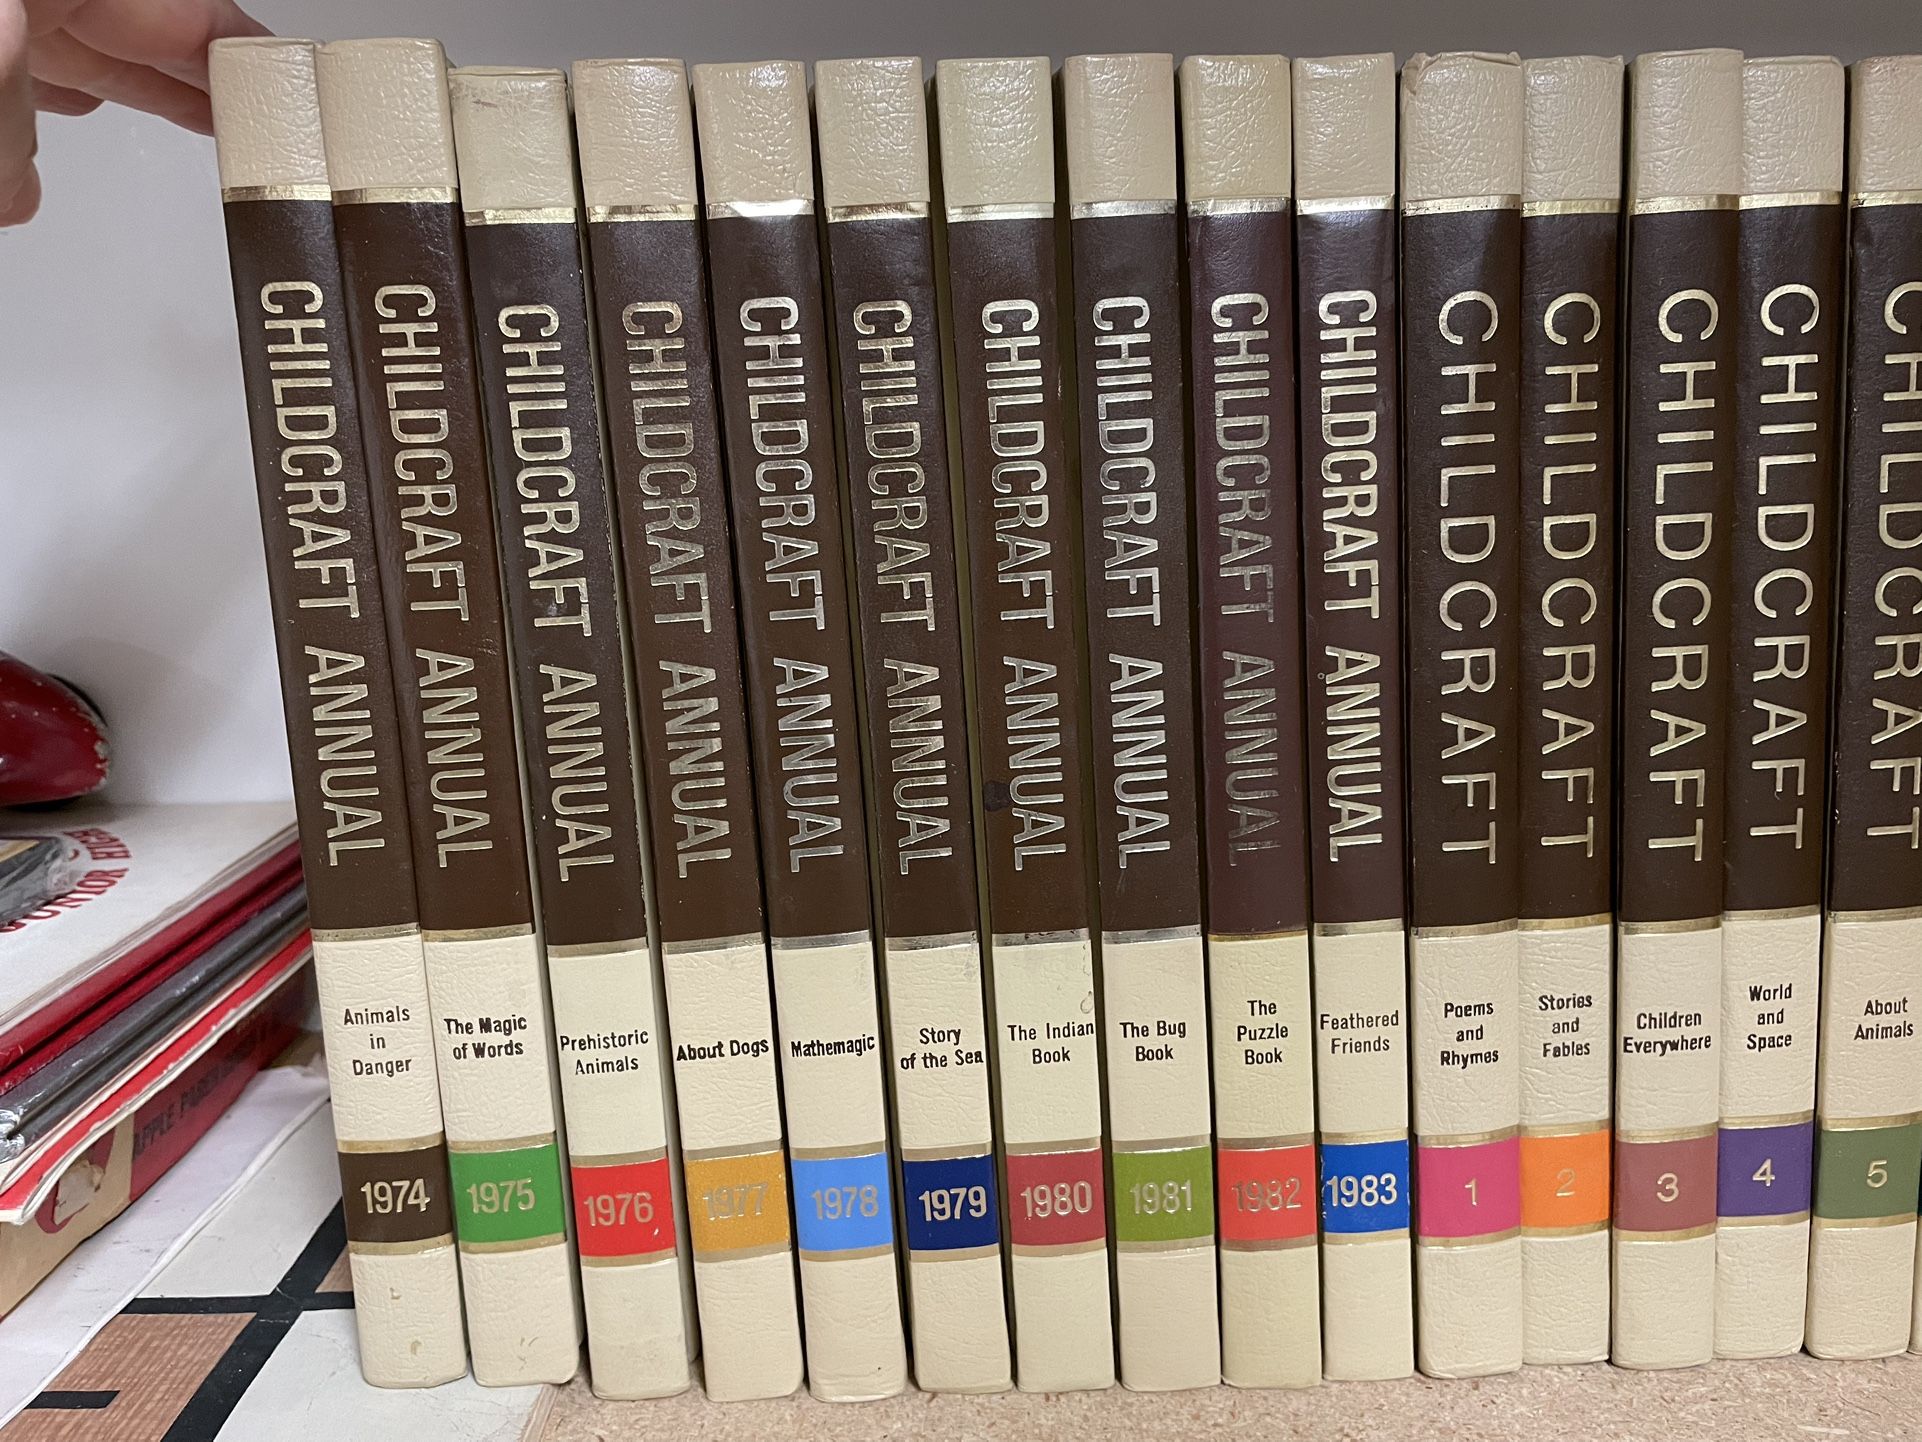 CHILDCRAFT ANNUAL
Animals
in
Danger
1974
CHILDCRAFT ANNUAL
The Magic
of Words
1975
CHILDCRAFT ANNUAL
Prehistoric
Animals
1976
CHILDCRAFT ANNUAL
About Dogs
1977
CHILDCRAFT ANNUAL
Mathemagic
1978
CHILDCRAFT ANNUAL
Story
of the Sea
1979
CHILDCRAFT ANNUAL
The Indian
Book
1980
CHILDCRAFT ANNUAL
The Bug
Book
1981
CHILDCRAFT ANNUAL
The
Puzzle
Book
1982
CHILDCRAFT ANNUAL
Feathered
Friends
1983
CHILDCRAFT
Poems
and
Rhymes
1
CHILDCRAFT
Stories
and
Fables
2
CHILDCRAFT
Children
Everywhere
3
CHILDCRAFT
World
and
Space
4
CHILDCRAFT
About
Animals
5
JUNIOR